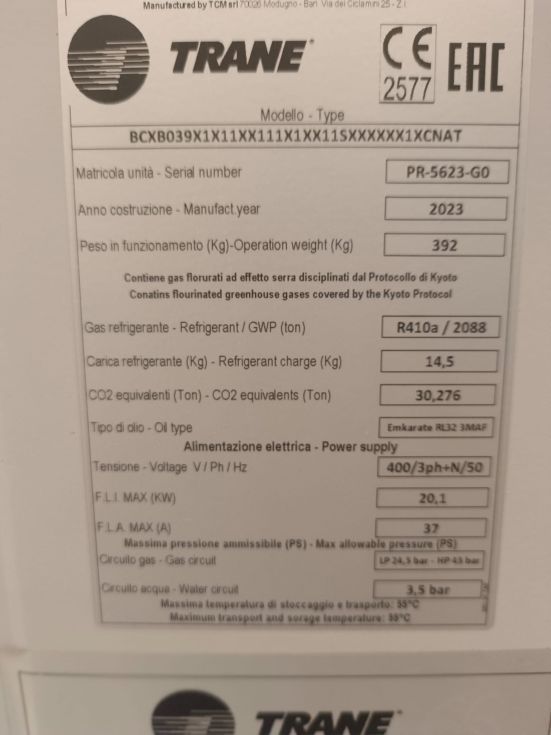 Manufactured by TCM srl 70026 Modugno - Bari Via dei Ciclamini 25 - Z.I.
TRANE
CE
2577
EAC
Modello - Type
BCXB039X1X11XX111X1XX11SXXXXXX1XCNAT
Matricola unità - Serial number PR-5623-G0
Anno costruzione - Manufact.year 2023
Peso in funzionamento (Kg)-Operation weight (Kg) 392
Contiene gas florurati ad effetto serra disciplinati dal Protocollo di Kyoto
Conatins flourinated greenhouse gases covered by the Kyoto Protocol
Gas refrigerante - Refrigerant / GWP (ton) R410a / 2088
Carica refrigerante (Kg) - Refrigerant charge (Kg) 14,5
CO2 equivalenti (Ton) - CO2 equivalents (Ton) 30,276
Tipo di olio - Oil type Emkarate RL32 3MAF
Alimentazione elettrica - Power supply
Tensione - Voltage V / Ph / Hz 400/3ph+N/50
F.L.I. MAX (KW) 20,1
F.L.A. MAX (A) 37
Massima pressione ammissibile (PS) - Max allowable pressure (PS)
Circuito gas - Gas circuit LP 24,5 bar - HP 43 bar
Circuito acqua - Water circuit 3,5 bar
Massima temperatura di stoccaggio e trasporto: 55°C
Maximum transport and sorage temperature: 55°C
TRANE